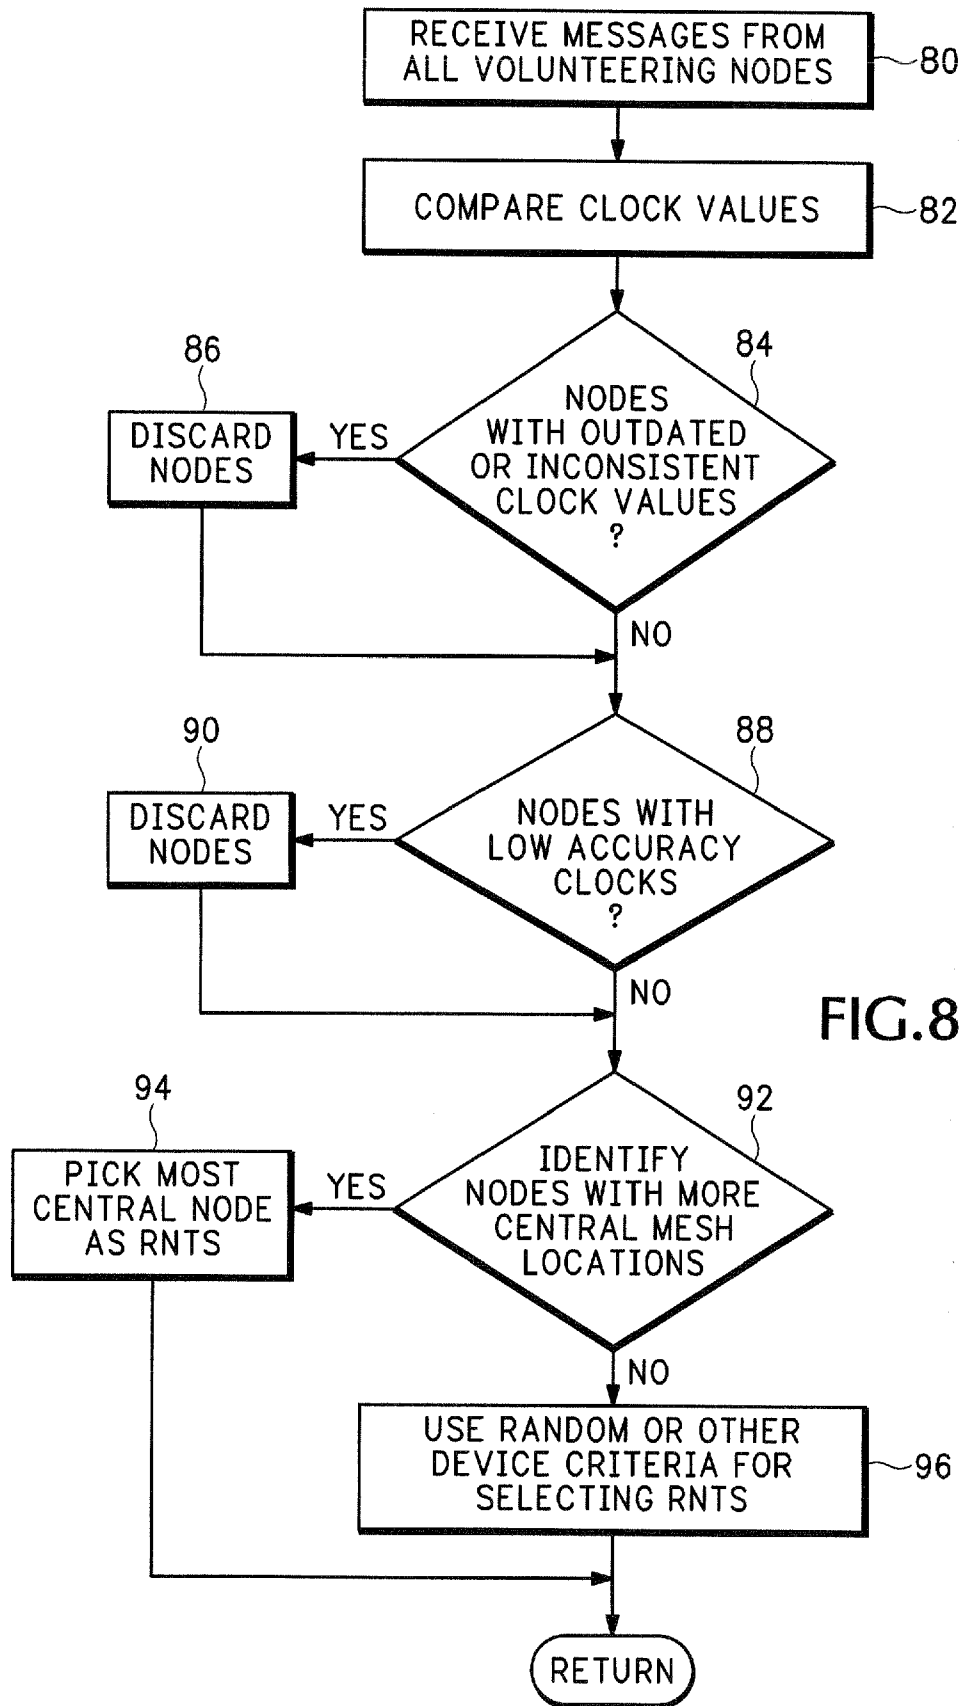 RECEIVE MESSAGES FROM
ALL VOLUNTEERING NODES
80
COMPARE CLOCK VALUES
82
84
NODES
WITH OUTDATED
OR INCONSISTENT
CLOCK VALUES
?
86
YES
DISCARD
NODES
NO
88
NODES WITH
LOW ACCURACY
CLOCKS
?
90
YES
DISCARD
NODES
NO
FIG.8
92
IDENTIFY
NODES WITH MORE
CENTRAL MESH
LOCATIONS
94
YES
PICK MOST
CENTRAL NODE
AS RNTS
NO
USE RANDOM OR OTHER
DEVICE CRITERIA FOR
SELECTING RNTS
96
RETURN